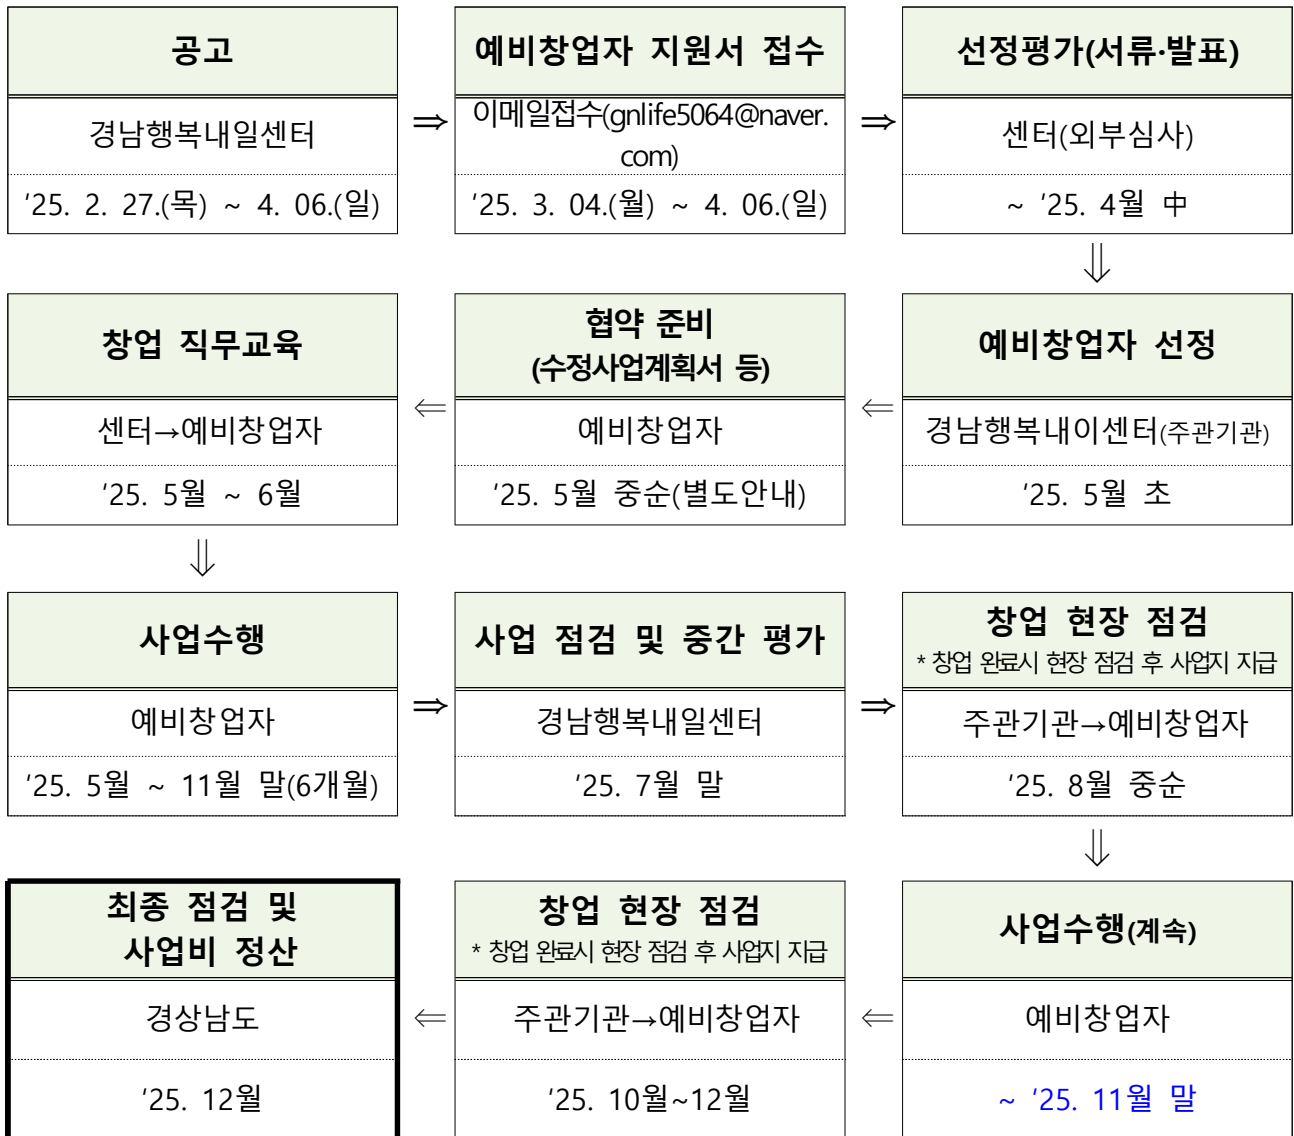 공고
경남행복내일센터
'25. 2. 27.(목) ~ 4. 06.(일)
⇒
예비창업자 지원서 접수
이메일접수(gnlife5064@naver.
com)
'25. 3. 04.(월) ~ 4. 06.(일)
⇒
선정평가(서류·발표)
센터(외부심사)
~ '25. 4월 中
⇓
예비창업자 선정
경남행복내이센터(주관기관)
'25. 5월 초
⇐
협약 준비
(수정사업계획서 등)
예비창업자
'25. 5월 중순(별도안내)
⇐
창업 직무교육
센터→예비창업자
'25. 5월 ~ 6월
⇓
사업수행
예비창업자
'25. 5월 ~ 11월 말(6개월)
⇒
사업 점검 및 중간 평가
경남행복내일센터
'25. 7월 말
⇒
창업 현장 점검
* 창업 완료시 현장 점검 후 사업지 지급
주관기관→예비창업자
'25. 8월 중순
⇓
사업수행(계속)
예비창업자
~ '25. 11월 말
⇐
창업 현장 점검
* 창업 완료시 현장 점검 후 사업지 지급
주관기관→예비창업자
'25. 10월~12월
⇐
최종 점검 및
사업비 정산
경상남도
'25. 12월